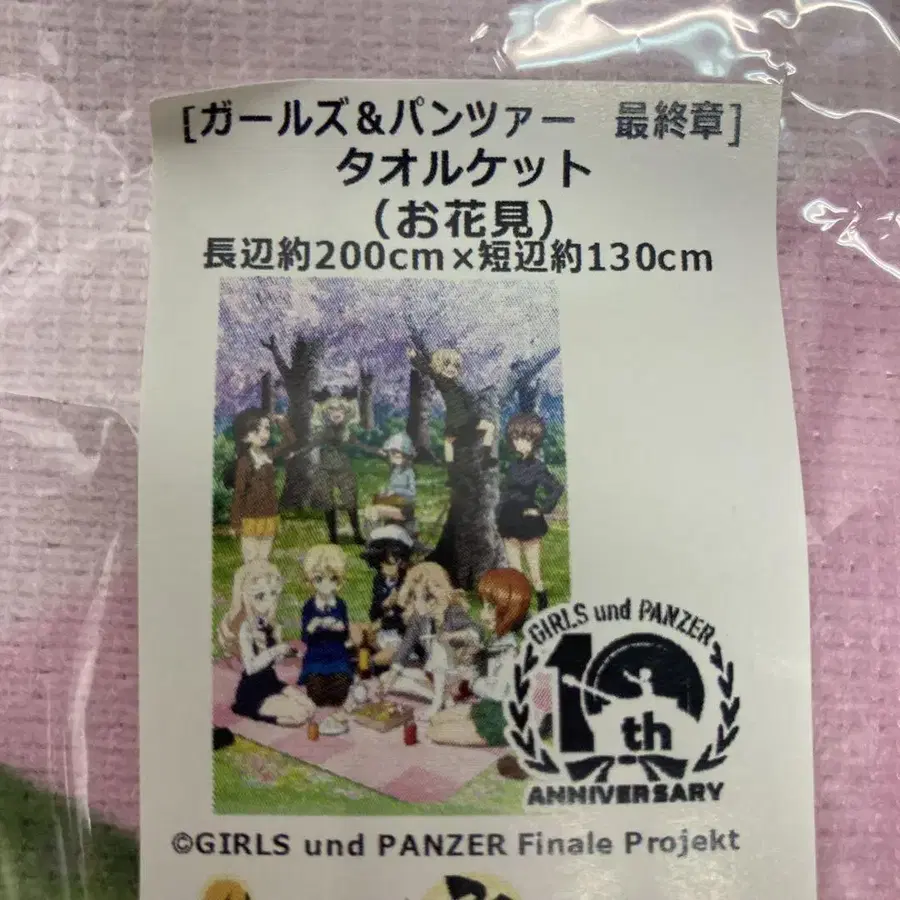 [ガールズ&パンツァー　最終章]
タオルケット
(お花見)
長辺約200cm×短辺約130cm
GIRLS und PANZER
10th
ANNIVERSARY
©GIRLS und PANZER Finale Projekt